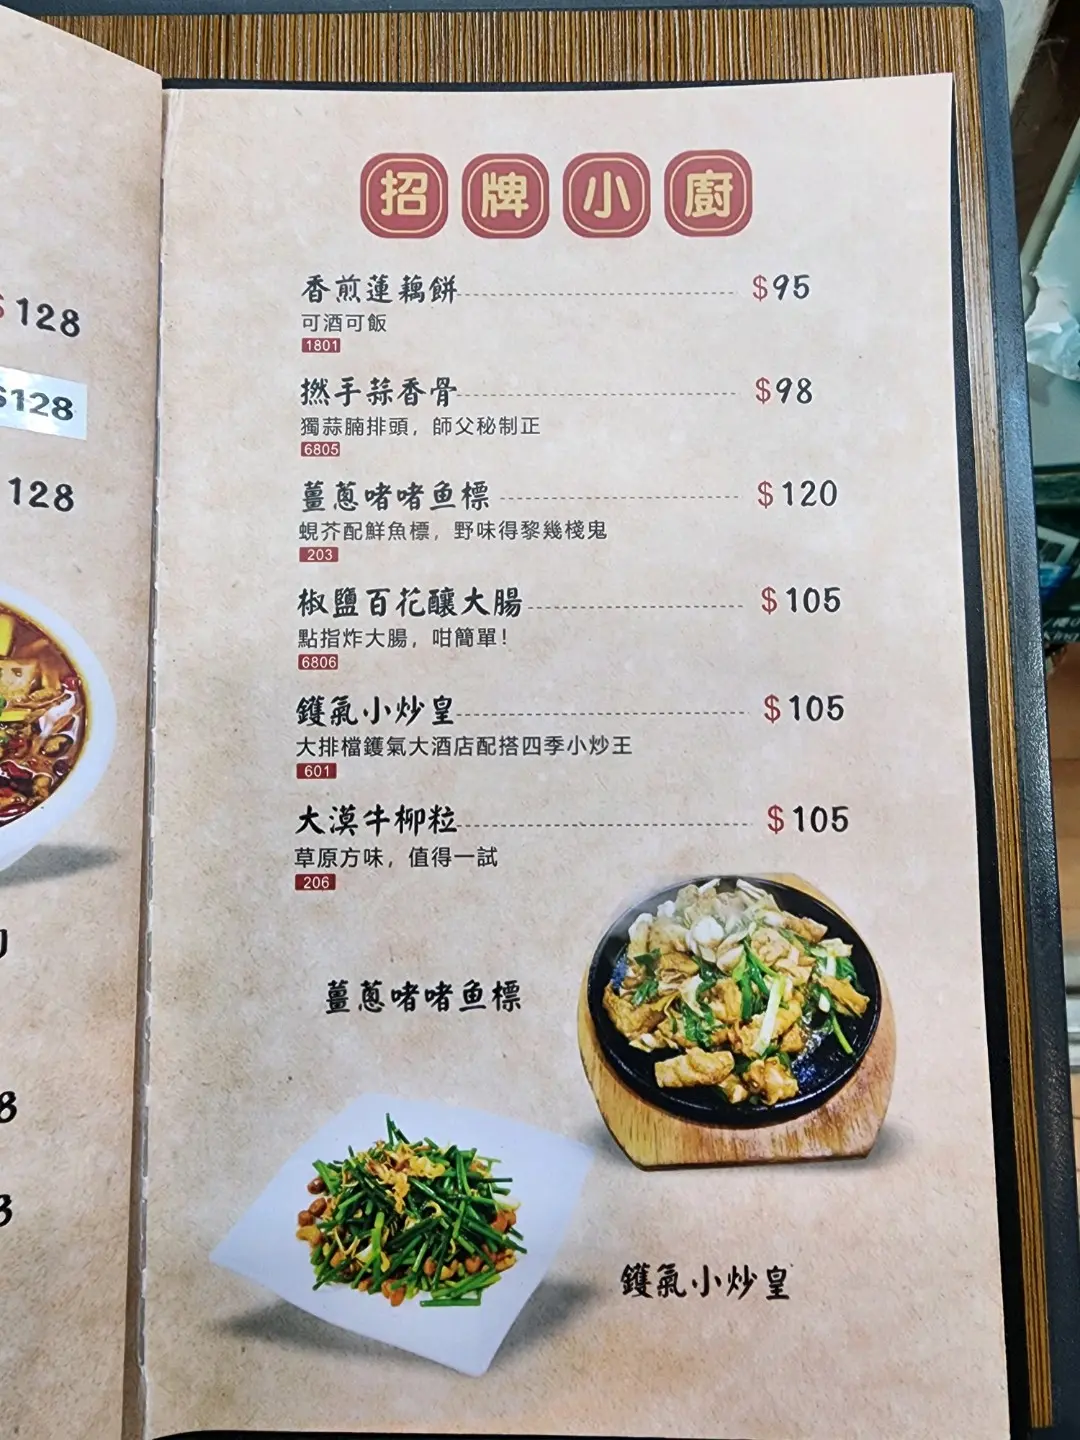 招牌小廚
香煎蓮藕餅 $95
可酒可飯
1801
撚手蒜香骨 $98
獨蒜腩排頭，師父秘制正
6805
薑蔥啫啫鱼標 $120
蜆芥配鮮魚標，野味得黎幾棧鬼
203
椒鹽百花釀大腸 $105
點指炸大腸，咁簡單！
6806
鑊氣小炒皇 $105
大排檔鑊氣大酒店配搭四季小炒王
601
大漠牛柳粒 $105
草原方味，值得一試
206
薑蔥啫啫鱼標
鑊氣小炒皇
$128
$128
128